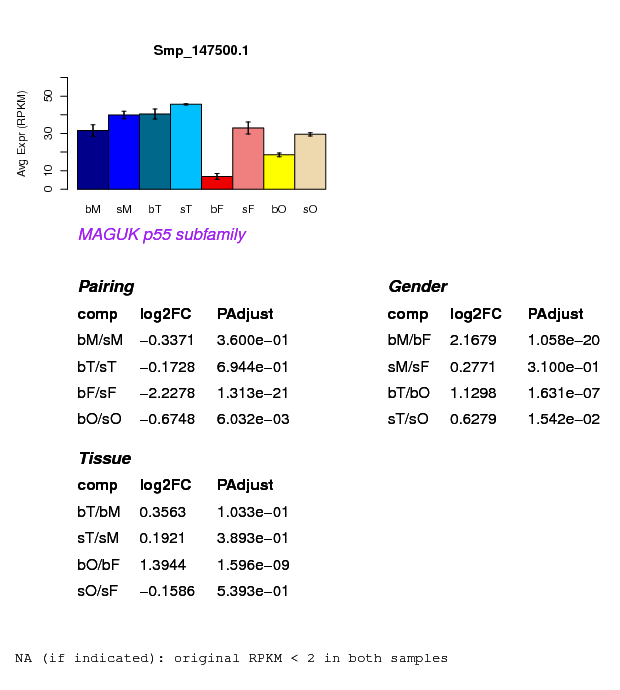 Smp_147500.1
Avg Expr (RPKM)
0 10 30 50
bM sM bT sT bF sF bO sO
MAGUK p55 subfamily
Pairing
comp log2FC PAdjust
bM/sM −0.3371 3.600e−01
bT/sT −0.1728 6.944e−01
bF/sF −2.2278 1.313e−21
bO/sO −0.6748 6.032e−03
Gender
comp log2FC PAdjust
bM/bF 2.1679 1.058e−20
sM/sF 0.2771 3.100e−01
bT/bO 1.1298 1.631e−07
sT/sO 0.6279 1.542e−02
Tissue
comp log2FC PAdjust
bT/bM 0.3563 1.033e−01
sT/sM 0.1921 3.893e−01
bO/bF 1.3944 1.596e−09
sO/sF −0.1586 5.393e−01
NA (if indicated): original RPKM < 2 in both samples